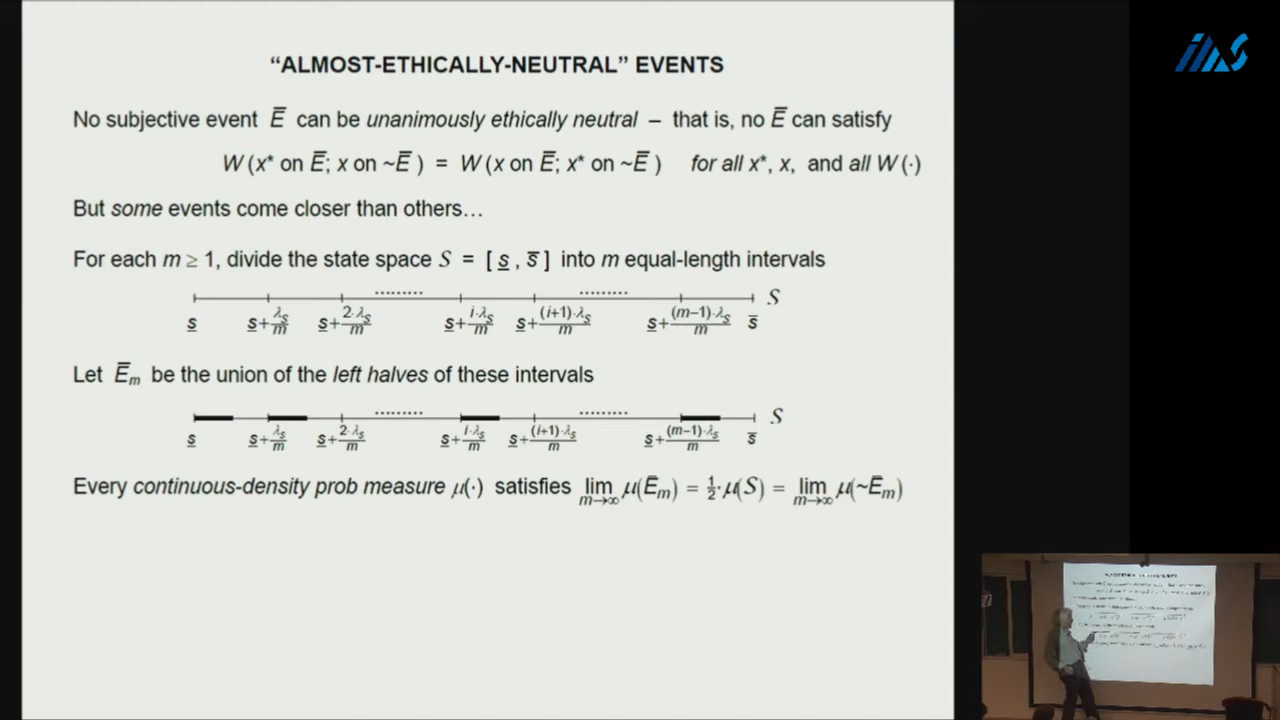 “ALMOST-ETHICALLY-NEUTRAL” EVENTS
iias
No subjective event E̅ can be unanimously ethically neutral – that is, no E̅ can satisfy
W(x* on E̅; x on ~E̅) = W(x on E̅; x* on ~E̅) for all x*, x, and all W(·)
But some events come closer than others…
For each m ≥ 1, divide the state space S = [s̲, s̅] into m equal-length intervals
......... ......... S
s̲ s̲+λₛ/m s̲+2·λₛ/m s̲+i·λₛ/m s̲+(i+1)·λₛ/m s̲+(m−1)·λₛ/m s̅
Let E̅ₘ be the union of the left halves of these intervals
......... ......... S
s̲ s̲+λₛ/m s̲+2·λₛ/m s̲+i·λₛ/m s̲+(i+1)·λₛ/m s̲+(m−1)·λₛ/m s̅
Every continuous-density prob measure μ(·) satisfies lim m→∞ μ(E̅ₘ) = ½·μ(S) = lim m→∞ μ(~E̅ₘ)